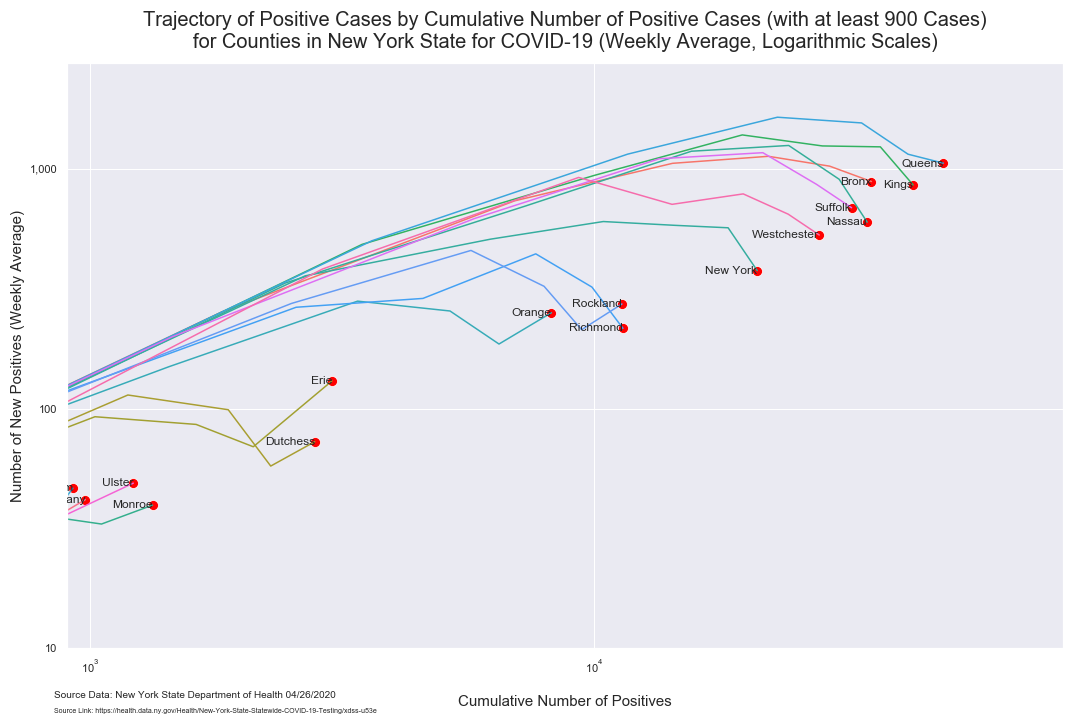 Trajectory of Positive Cases by Cumulative Number of Positive Cases (with at least 900 Cases)
for Counties in New York State for COVID-19 (Weekly Average, Logarithmic Scales)
Number of New Positives (Weekly Average)
1,000
100
10
Queens
Bronx
Kings
Suffolk
Nassau
Westchester
New York
Rockland
Orange
Richmond
Erie
Dutchess
Ulster
Monroe
10³
10⁴
Cumulative Number of Positives
Source Data: New York State Department of Health 04/26/2020
Source Link: https://health.data.ny.gov/Health/New-York-State-Statewide-COVID-19-Testing/xdss-u53e